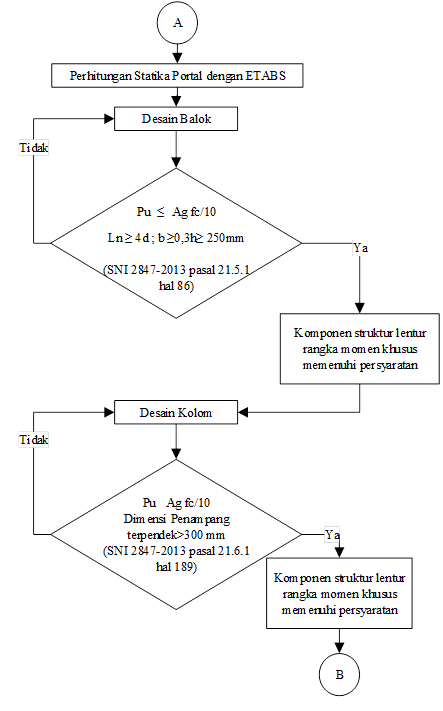 A
Perhitungan Statika Portal dengan ETABS
Desain Balok
Tidak
Pu ≤ Ag fc/10
Ln ≥ 4d ; b ≥0,3h≥ 250mm
(SNI 2847-2013 pasal 21.5.1
hal 86)
Ya
Komponen struktur lentur
rangka momen khusus
memenuhi persyaratan
Desain Kolom
Tidak
Pu Ag fc/10
Dimensi Penampang
terpendek>300 mm
(SNI 2847-2013 pasal 21.6.1
hal 189)
Ya
Komponen struktur lentur
rangka momen khusus
memenuhi persyaratan
B